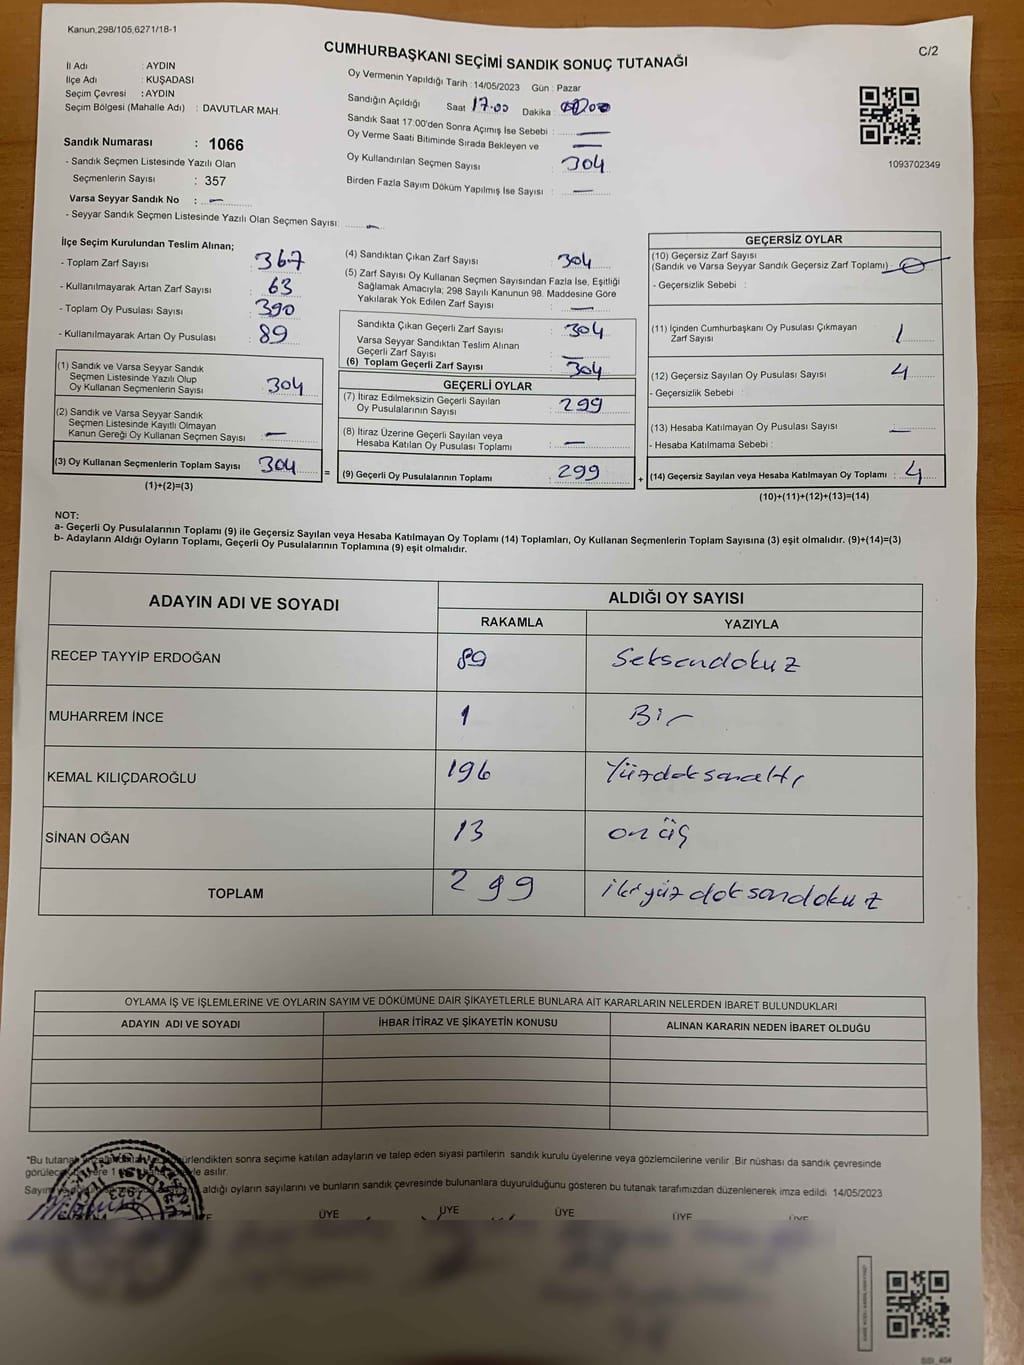 Kanun.298/105,6271/18-1
C/2
CUMHURBAŞKANI SEÇİMİ SANDIK SONUÇ TUTANAĞI
İl Adı : AYDIN
İlçe Adı : KUŞADASI
Seçim Çevresi : AYDIN
Seçim Bölgesi (Mahalle Adı) : DAVUTLAR MAH.
Sandık Numarası : 1066
- Sandık Seçmen Listesinde Yazılı Olan
Seçmenlerin Sayısı : 357
Varsa Seyyar Sandık No : —
- Seyyar Sandık Seçmen Listesinde Yazılı Olan Seçmen Sayısı: —
Oy Vermenin Yapıldığı Tarih : 14/05/2023 Gün : Pazar
Sandığın Açıldığı Saat 17.00 Dakika :
Sandık Saat 17.00'den Sonra Açımış İse Sebebi : —
Oy Verme Saati Bitiminde Sırada Bekleyen ve —
Oy Kullandırılan Seçmen Sayısı : 304
Birden Fazla Sayım Döküm Yapılmış İse Sayısı : —
1093702349
İlçe Seçim Kurulundan Teslim Alınan;
- Toplam Zarf Sayısı : 367
- Kullanılmayarak Artan Zarf Sayısı : 63
- Toplam Oy Pusulası Sayısı : 390
- Kullanılmayarak Artan Oy Pusulası : 89
(1) Sandık ve Varsa Seyyar Sandık
Seçmen Listesinde Yazılı Olup
Oy Kullanan Seçmenlerin Sayısı : 304
(2) Sandık ve Varsa Seyyar Sandık
Seçmen Listesinde Kayıtlı Olmayan
Kanun Gereği Oy Kullanan Seçmen Sayısı : —
(3) Oy Kullanan Seçmenlerin Toplam Sayısı : 304
(1)+(2)=(3)
=
(4) Sandıktan Çıkan Zarf Sayısı : 304
(5) Zarf Sayısı Oy Kullanan Seçmen Sayısından Fazla İse, Eşitliği
Sağlamak Amacıyla; 298 Sayılı Kanunun 98. Maddesine Göre
Yakılarak Yok Edilen Zarf Sayısı : —
Sandıkta Çıkan Geçerli Zarf Sayısı : 304
Varsa Seyyar Sandıktan Teslim Alınan
Geçerli Zarf Sayısı : —
(6) Toplam Geçerli Zarf Sayısı : 304
GEÇERLİ OYLAR
(7) İtiraz Edilmeksizin Geçerli Sayılan
Oy Pusulalarının Sayısı : 299
(8) İtiraz Üzerine Geçerli Sayılan veya
Hesaba Katılan Oy Pusulası Toplamı : —
(9) Geçerli Oy Pusulalarının Toplamı : 299
+
GEÇERSİZ OYLAR
(10) Geçersiz Zarf Sayısı
(Sandık ve Varsa Seyyar Sandık Geçersiz Zarf Toplamı) : 0
- Geçersizlik Sebebi :
(11) İçinden Cumhurbaşkanı Oy Pusulası Çıkmayan
Zarf Sayısı : 1
(12) Geçersiz Sayılan Oy Pusulası Sayısı : 4
- Geçersizlik Sebebi :
(13) Hesaba Katılmayan Oy Pusulası Sayısı : —
- Hesaba Katılmama Sebebi :
(14) Geçersiz Sayılan veya Hesaba Katılmayan Oy Toplamı : 4
(10)+(11)+(12)+(13)=(14)
NOT:
a- Geçerli Oy Pusulalarının Toplamı (9) ile Geçersiz Sayılan veya Hesaba Katılmayan Oy Toplamı (14) Toplamları, Oy Kullanan Seçmenlerin Toplam Sayısına (3) eşit olmalıdır. (9)+(14)=(3)
b- Adayların Aldığı Oyların Toplamı, Geçerli Oy Pusulalarının Toplamına (9) eşit olmalıdır.
ADAYIN ADI VE SOYADI
ALDIĞI OY SAYISI
RAKAMLA YAZIYLA
RECEP TAYYİP ERDOĞAN 89 Seksendokuz
MUHARREM İNCE 1 Bir
KEMAL KILIÇDAROĞLU 196 Yüzdoksanaltı
SİNAN OĞAN 13 on üç
TOPLAM 299 ikiyüzdoksandokuz
OYLAMA İŞ VE İŞLEMLERİNE VE OYLARIN SAYIM VE DÖKÜMÜNE DAİR ŞİKAYETLERLE BUNLARA AİT KARARLARIN NELERDEN İBARET BULUNDUKLARI
ADAYIN ADI VE SOYADI İHBAR İTİRAZ VE ŞİKAYETİN KONUSU ALINAN KARARIN NEDEN İBARET OLDUĞU
*Bu tutanak sonra seçime katılan adayların ve talep eden siyasi partilerin sandık kurulu üyelerine veya gözlemcilerine verilir. Bir nüshası da sandık çevresinde
asılır.
aldığı oyların sayılarını ve bunların sandık çevresinde bulunanlara duyurulduğunu gösteren bu tutanak tarafımızdan düzenlenerek imza edildi. 14/05/2023
ÜYE ÜYE ÜYE ÜYE ÜYE